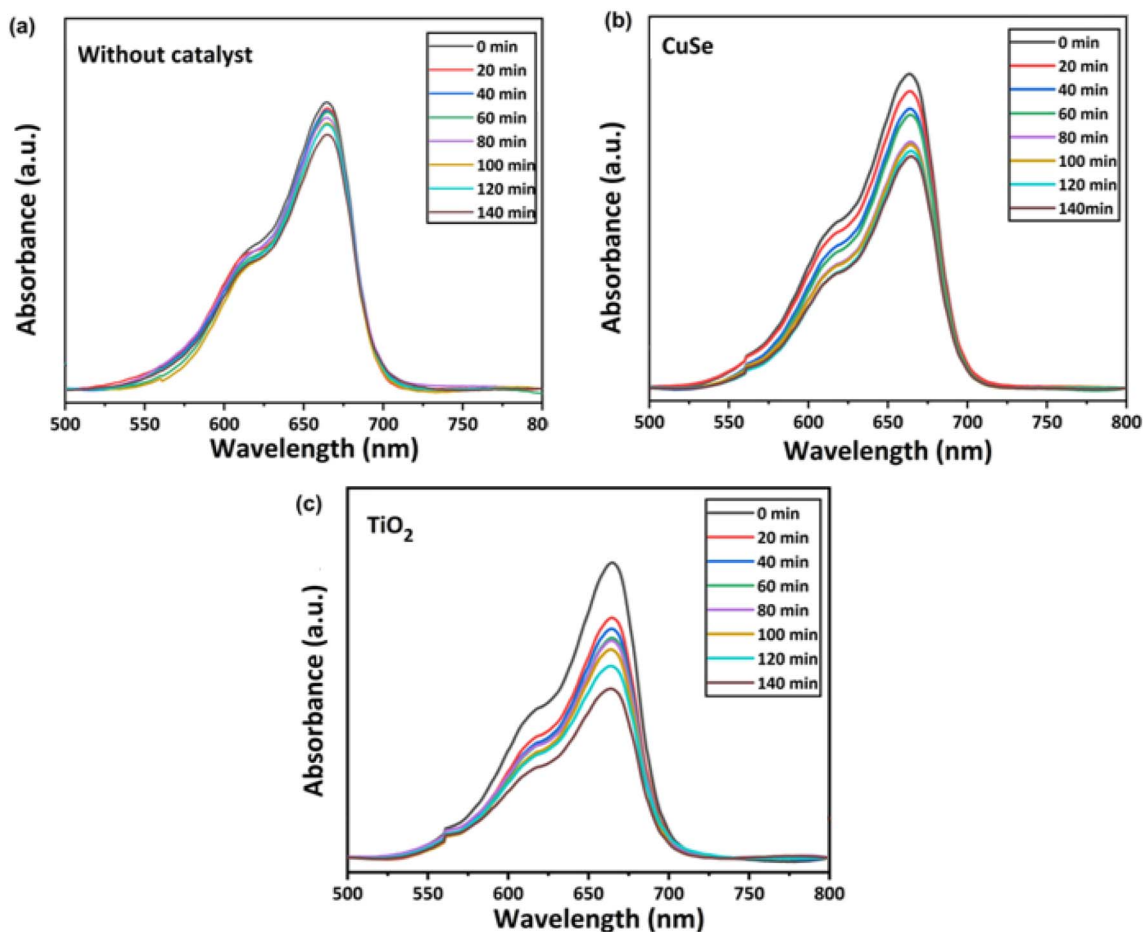 (a)
Without catalyst
0 min
20 min
40 min
60 min
80 min
100 min
120 min
140 min
Absorbance (a.u.)
500 550 600 650 700 750 80
Wavelength (nm)
(b)
CuSe
0 min
20 min
40 min
60 min
80 min
100 min
120 min
140min
Absorbance (a.u.)
500 550 600 650 700 750 800
Wavelength (nm)
(c)
TiO₂
0 min
20 min
40 min
60 min
80 min
100 min
120 min
140 min
Absorbance (a.u.)
500 550 600 650 700 750 800
Wavelength (nm)